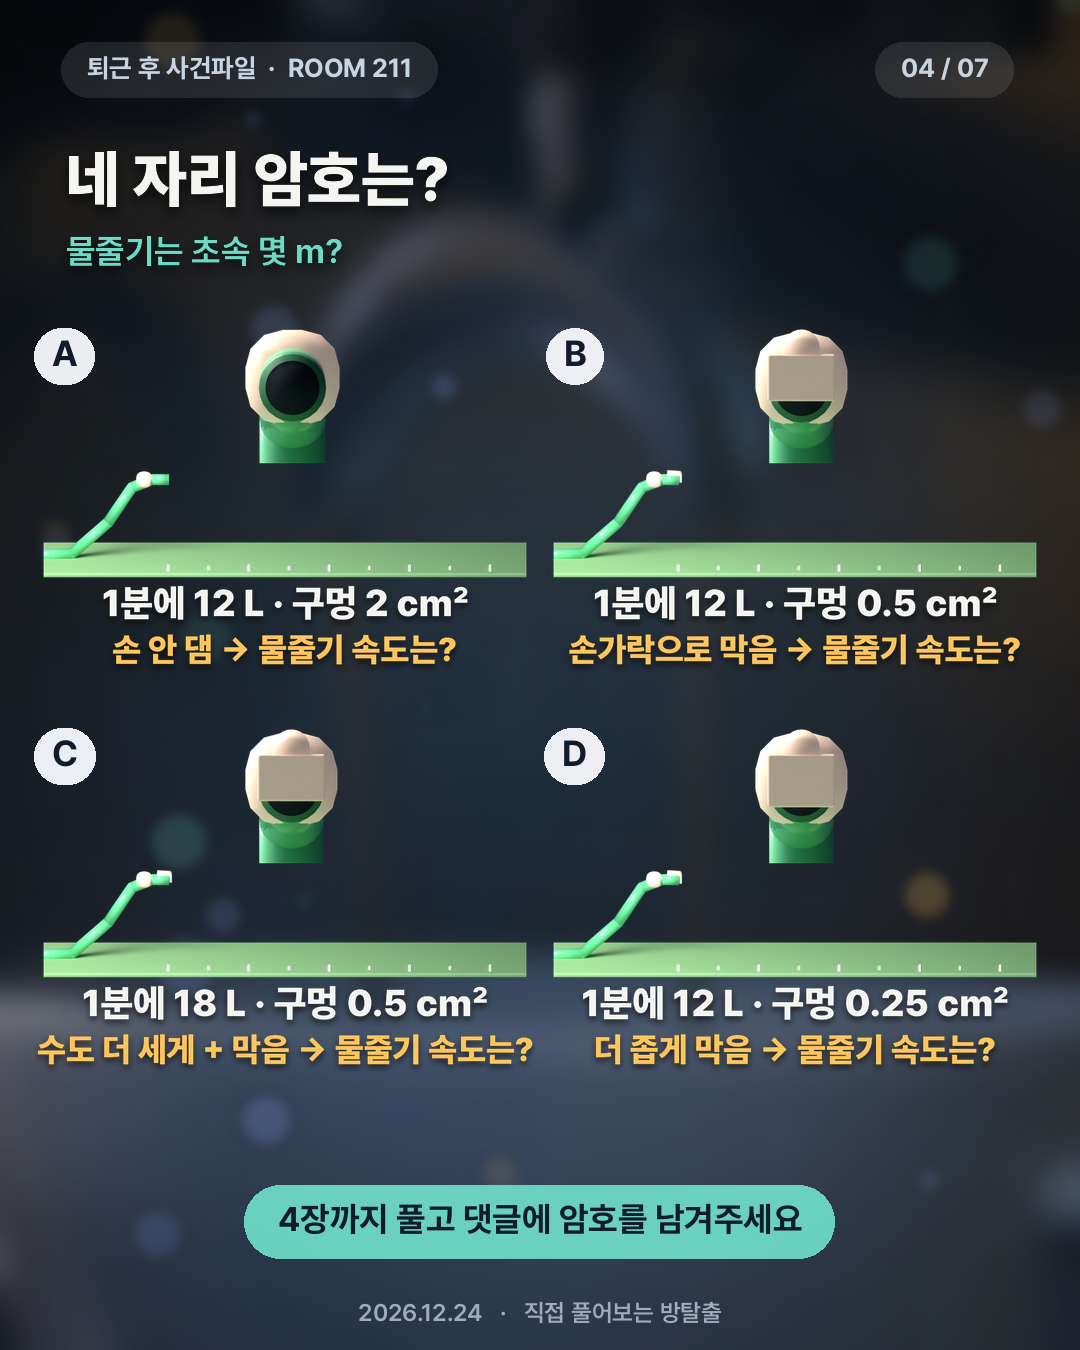 퇴근 후 사건파일 · ROOM 211
04 / 07
네 자리 암호는?
물줄기는 초속 몇 m?
A
B
1분에 12 L · 구멍 2 cm²
손 안 댐 → 물줄기 속도는?
1분에 12 L · 구멍 0.5 cm²
손가락으로 막음 → 물줄기 속도는?
C
D
1분에 18 L · 구멍 0.5 cm²
수도 더 세게 + 막음 → 물줄기 속도는?
1분에 12 L · 구멍 0.25 cm²
더 좁게 막음 → 물줄기 속도는?
4장까지 풀고 댓글에 암호를 남겨주세요
2026.12.24 · 직접 풀어보는 방탈출